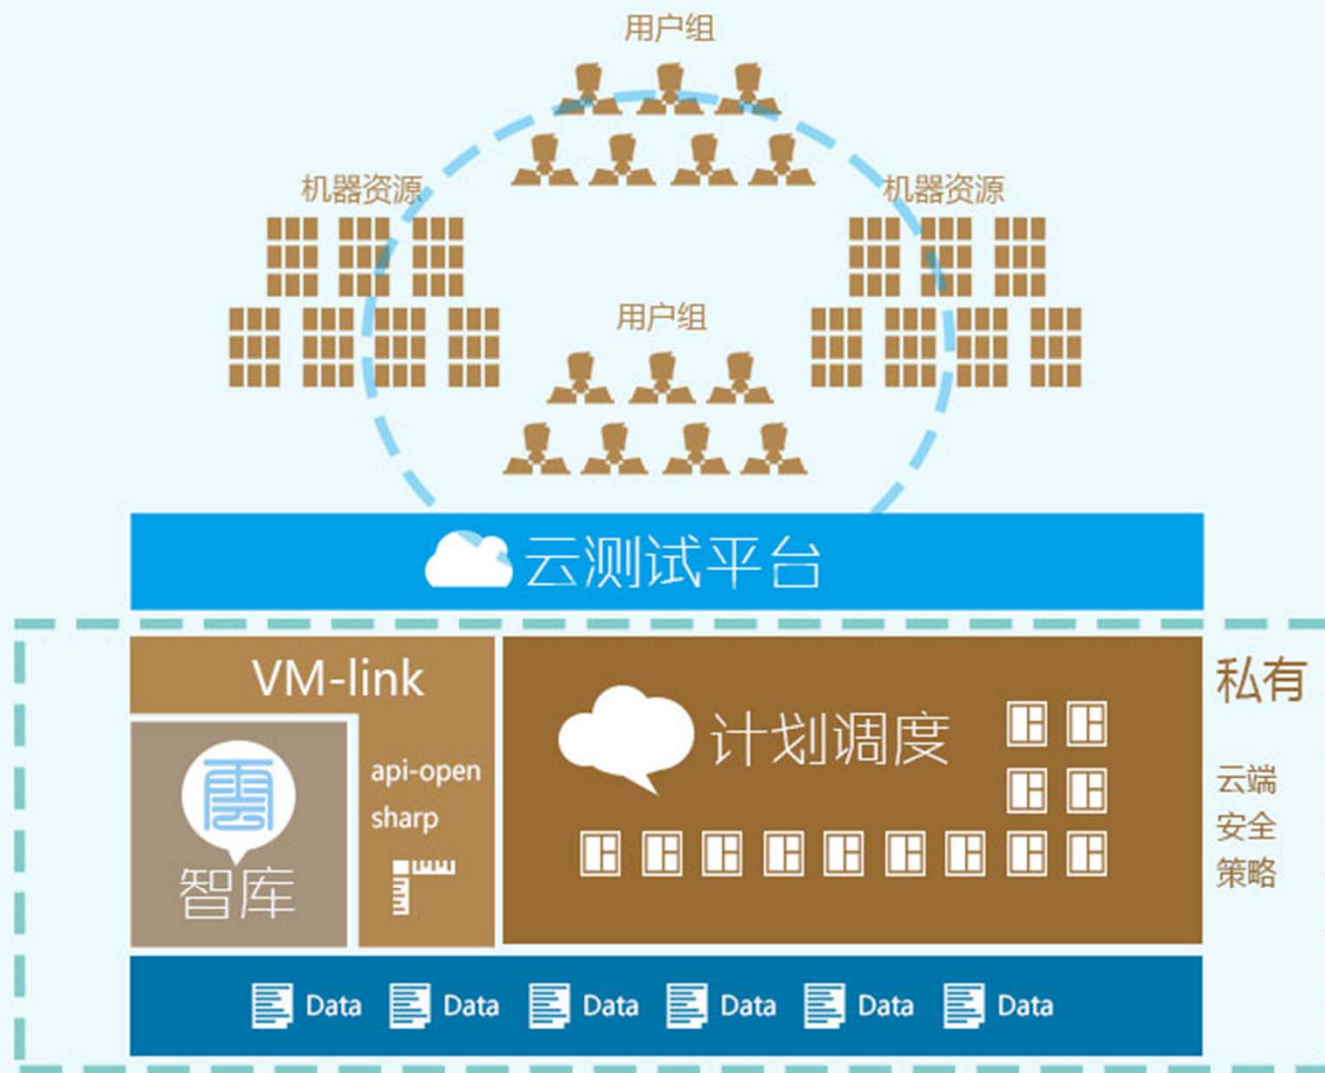 用户组
机器资源
机器资源
用户组
云测试平台
VM-link
私有
计划调度
api-open
sharp
雲
智库
云端
安全
策略
Data Data Data Data Data Data